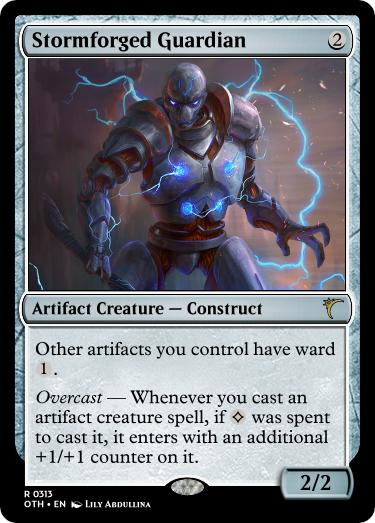 Stormforged Guardian 2
Artifact Creature — Construct
Other artifacts you control have ward
1 .
Overcast — Whenever you cast an
artifact creature spell, if was spent
to cast it, it enters with an additional
+1/+1 counter on it.
2/2
R 0313
OTH • EN Lily Abdullina